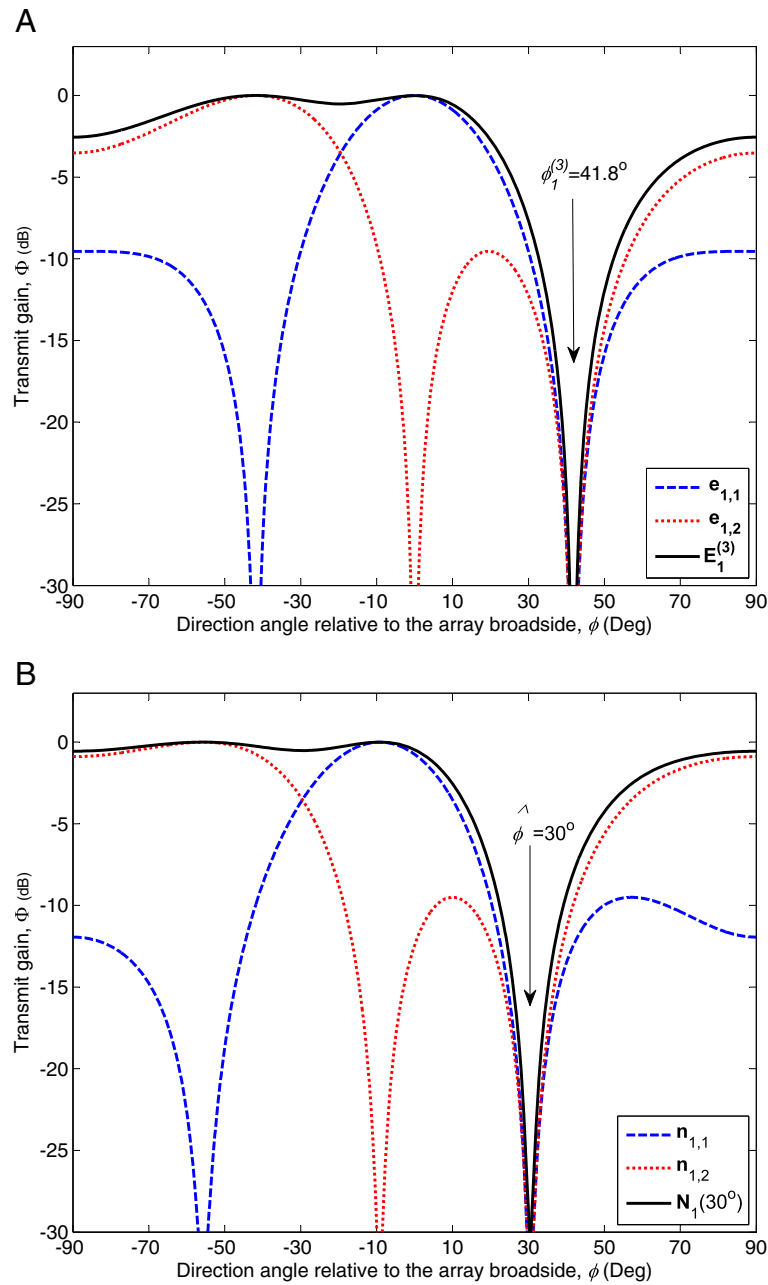 A
0
-5
-10
-15
-20
-25
-30
-90 -70 -50 -30 -10 10 30 50 70 90
Transmit gain, Φ (dB)
Direction angle relative to the array broadside, ϕ (Deg)
ϕ₁⁽³⁾=41.8°
e₁,₁
e₁,₂
E₁⁽³⁾
B
0
-5
-10
-15
-20
-25
-30
-90 -70 -50 -30 -10 10 30 50 70 90
Transmit gain, Φ (dB)
Direction angle relative to the array broadside, ϕ (Deg)
ϕ̂ =30°
n₁,₁
n₁,₂
N₁(30°)